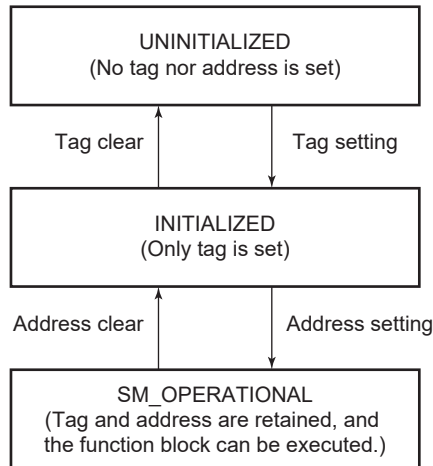 UNINITIALIZED
(No tag nor address is set)
Tag clear
Tag setting
INITIALIZED
(Only tag is set)
Address clear
Address setting
SM_OPERATIONAL
(Tag and address are retained, and
the function block can be executed.)